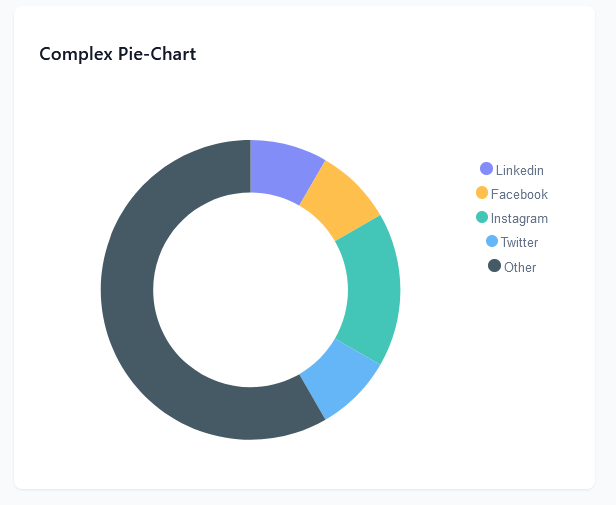 Complex Pie-Chart
Linkedin
Facebook
Instagram
Twitter
Other